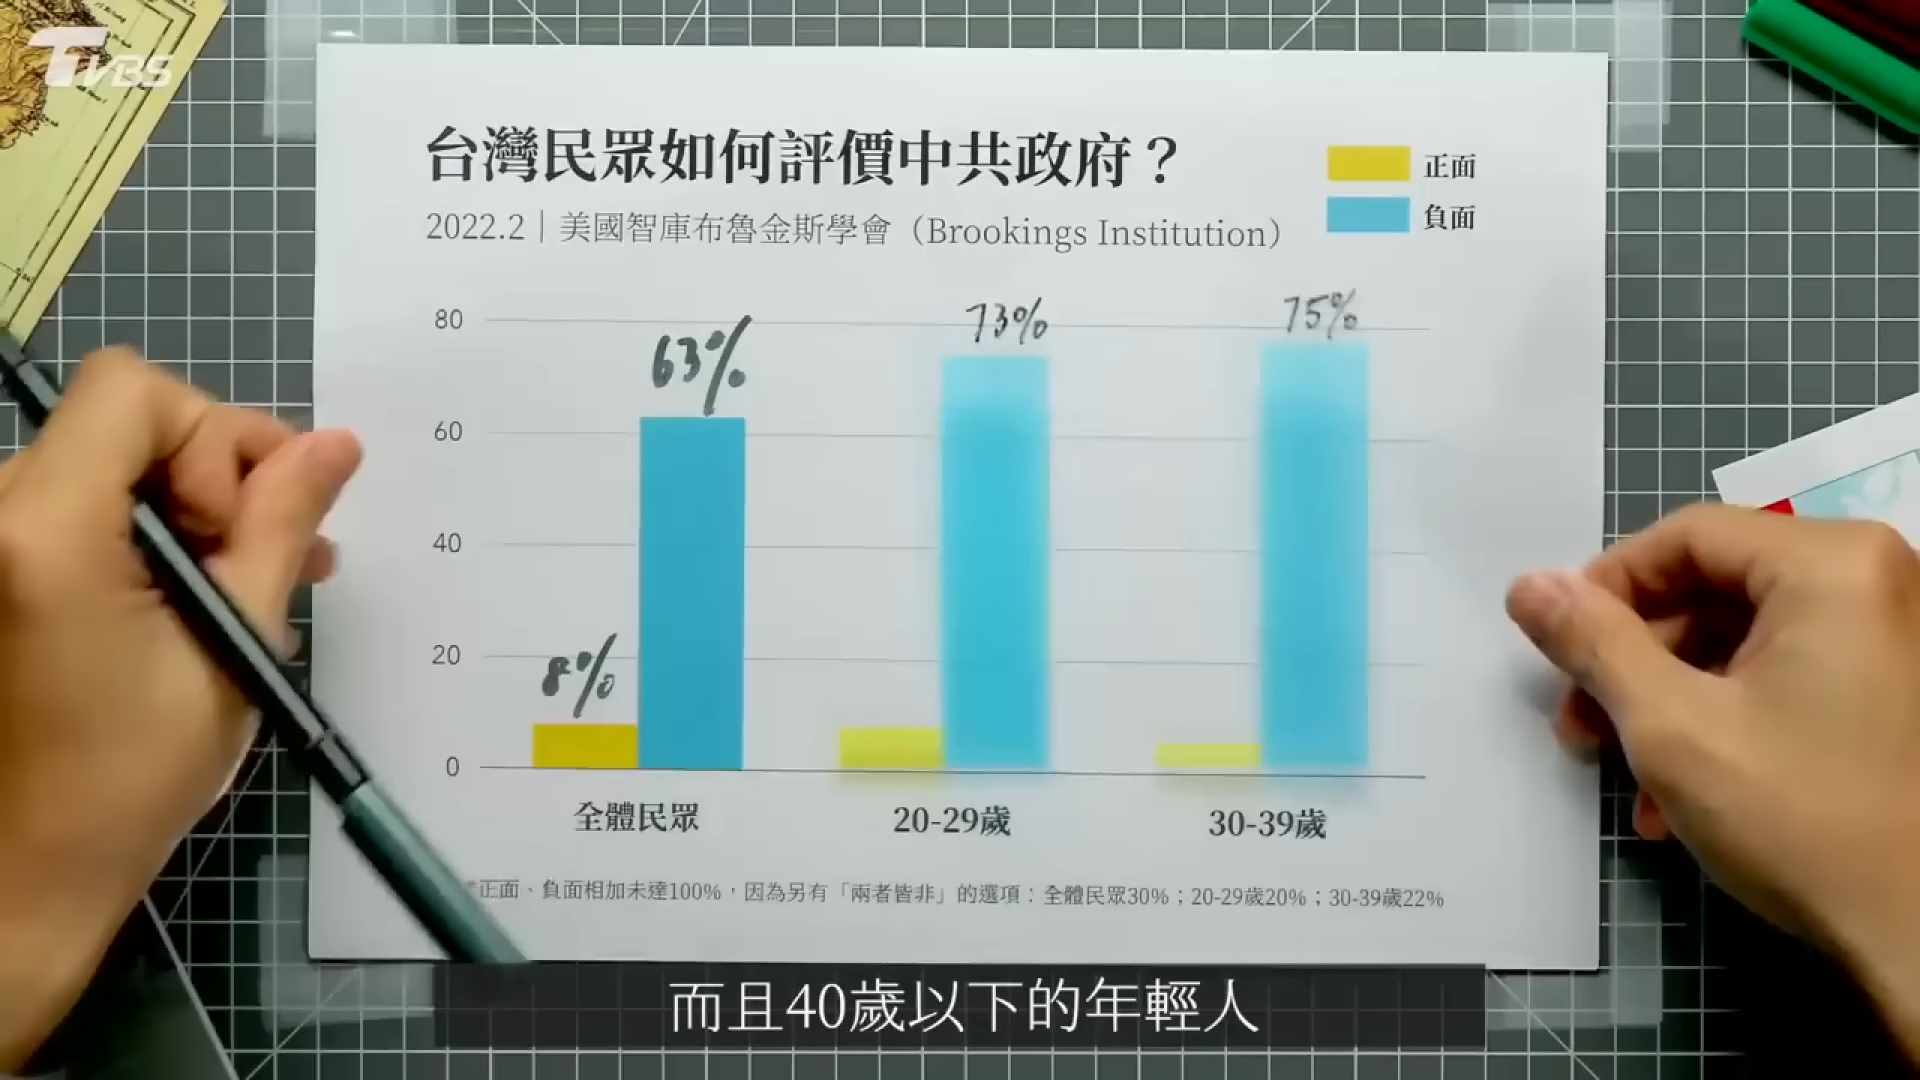 TVBS
台灣民眾如何評價中共政府？
正面
負面
2022.2｜美國智庫布魯金斯學會（Brookings Institution）
80
60
40
20
0
63%
73%
75%
8%
全體民眾
20-29歲
30-39歲
正面、負面相加未達100%，因為另有「兩者皆非」的選項：全體民眾30%；20-29歲20%；30-39歲22%
而且40歲以下的年輕人